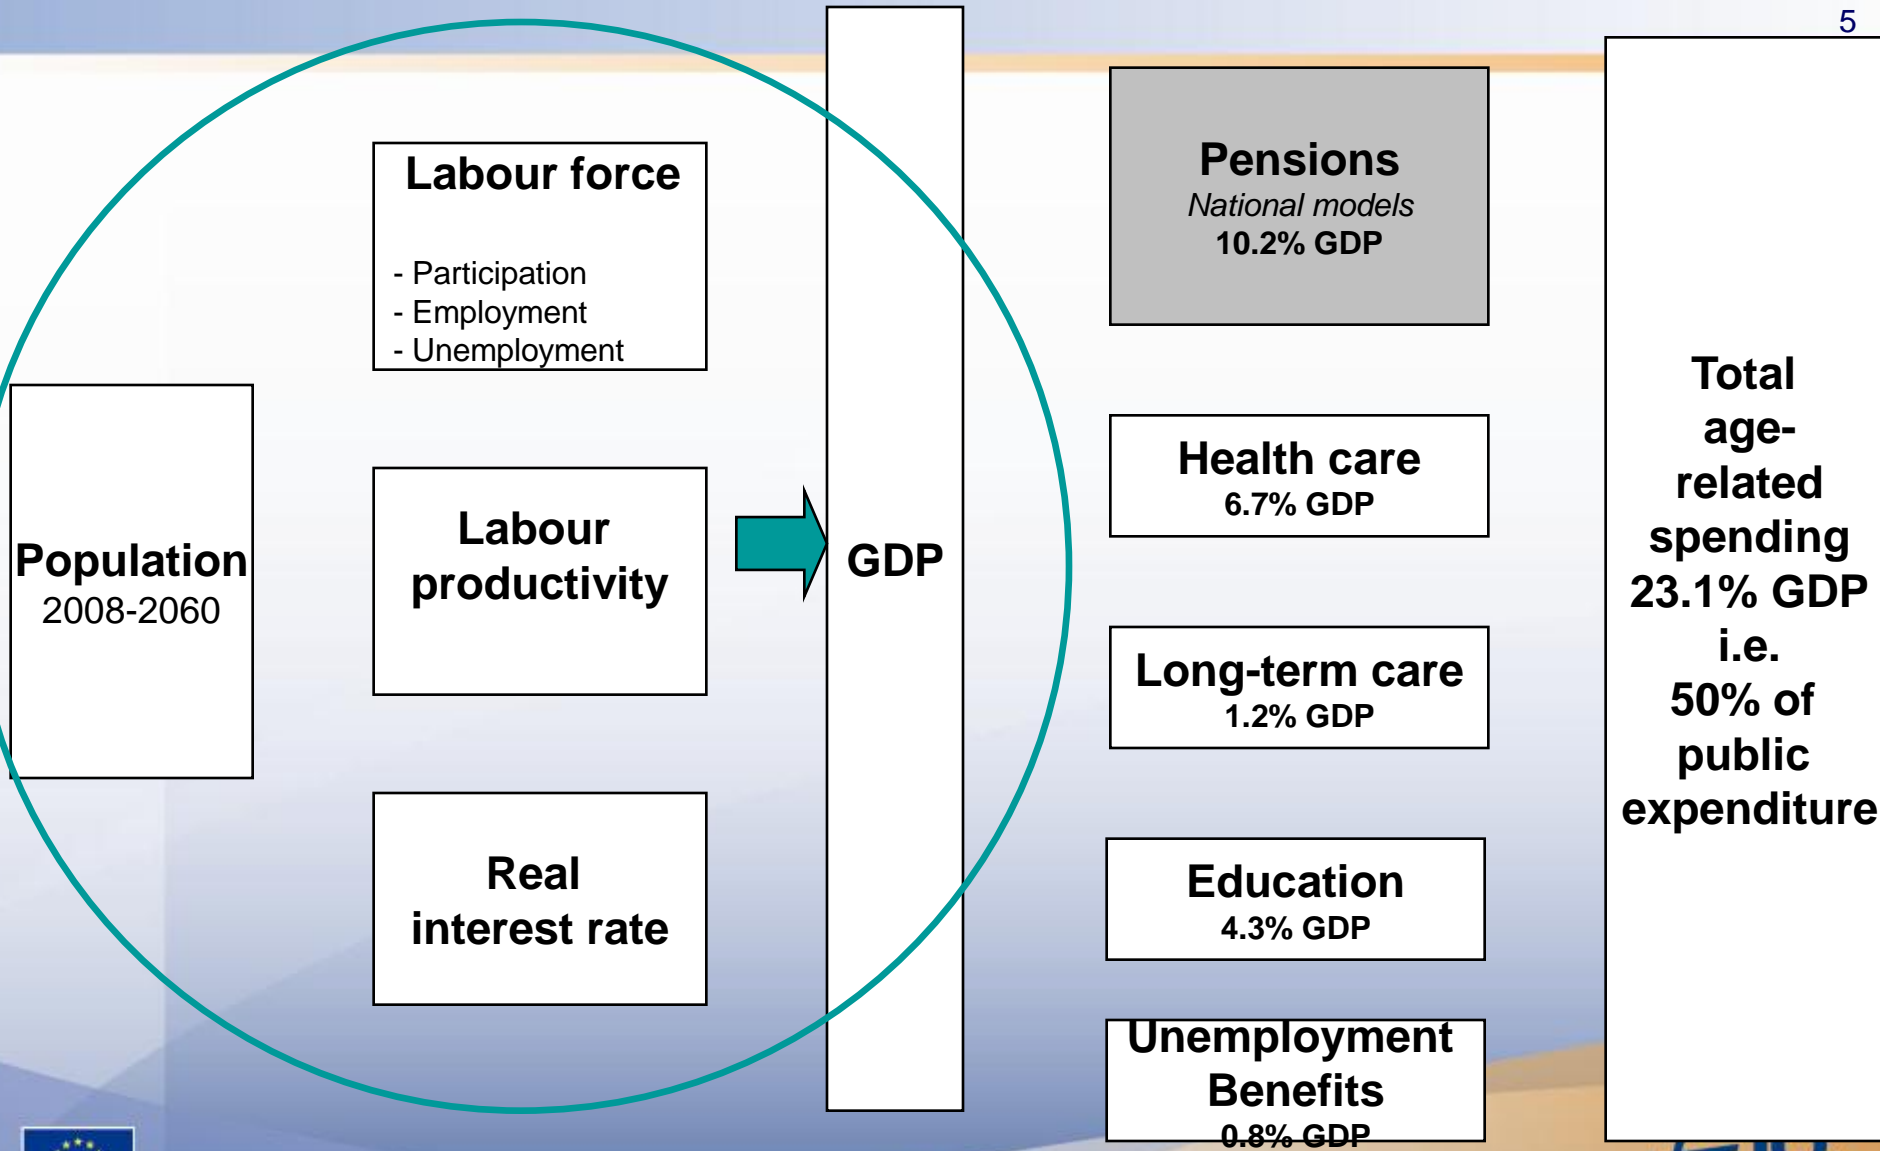 5
Population
2008-2060
Labour force
- Participation
- Employment
- Unemployment
Labour
productivity
Real
interest rate
GDP
Pensions
National models
10.2% GDP
Health care
6.7% GDP
Long-term care
1.2% GDP
Education
4.3% GDP
Unemployment
Benefits
0.8% GDP
Total
age-
related
spending
23.1% GDP
i.e.
50% of
public
expenditure